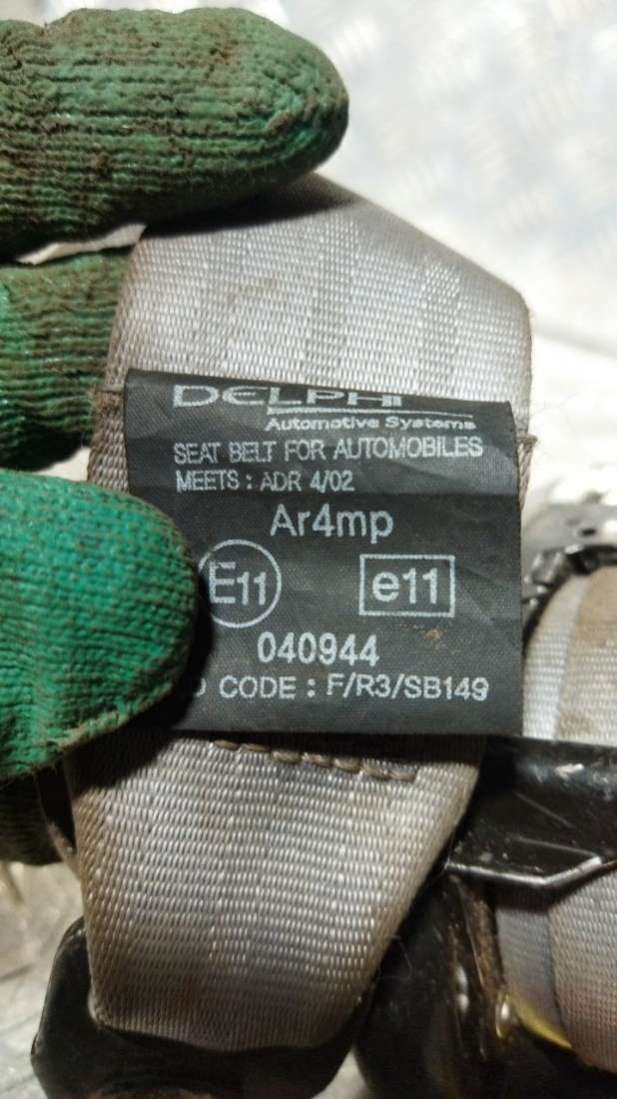 DELPHI
Automotive Systems
SEAT BELT FOR AUTOMOBILES
MEETS : ADR 4/02
Ar4mp
E11 e11
040944
CODE : F/R3/SB149